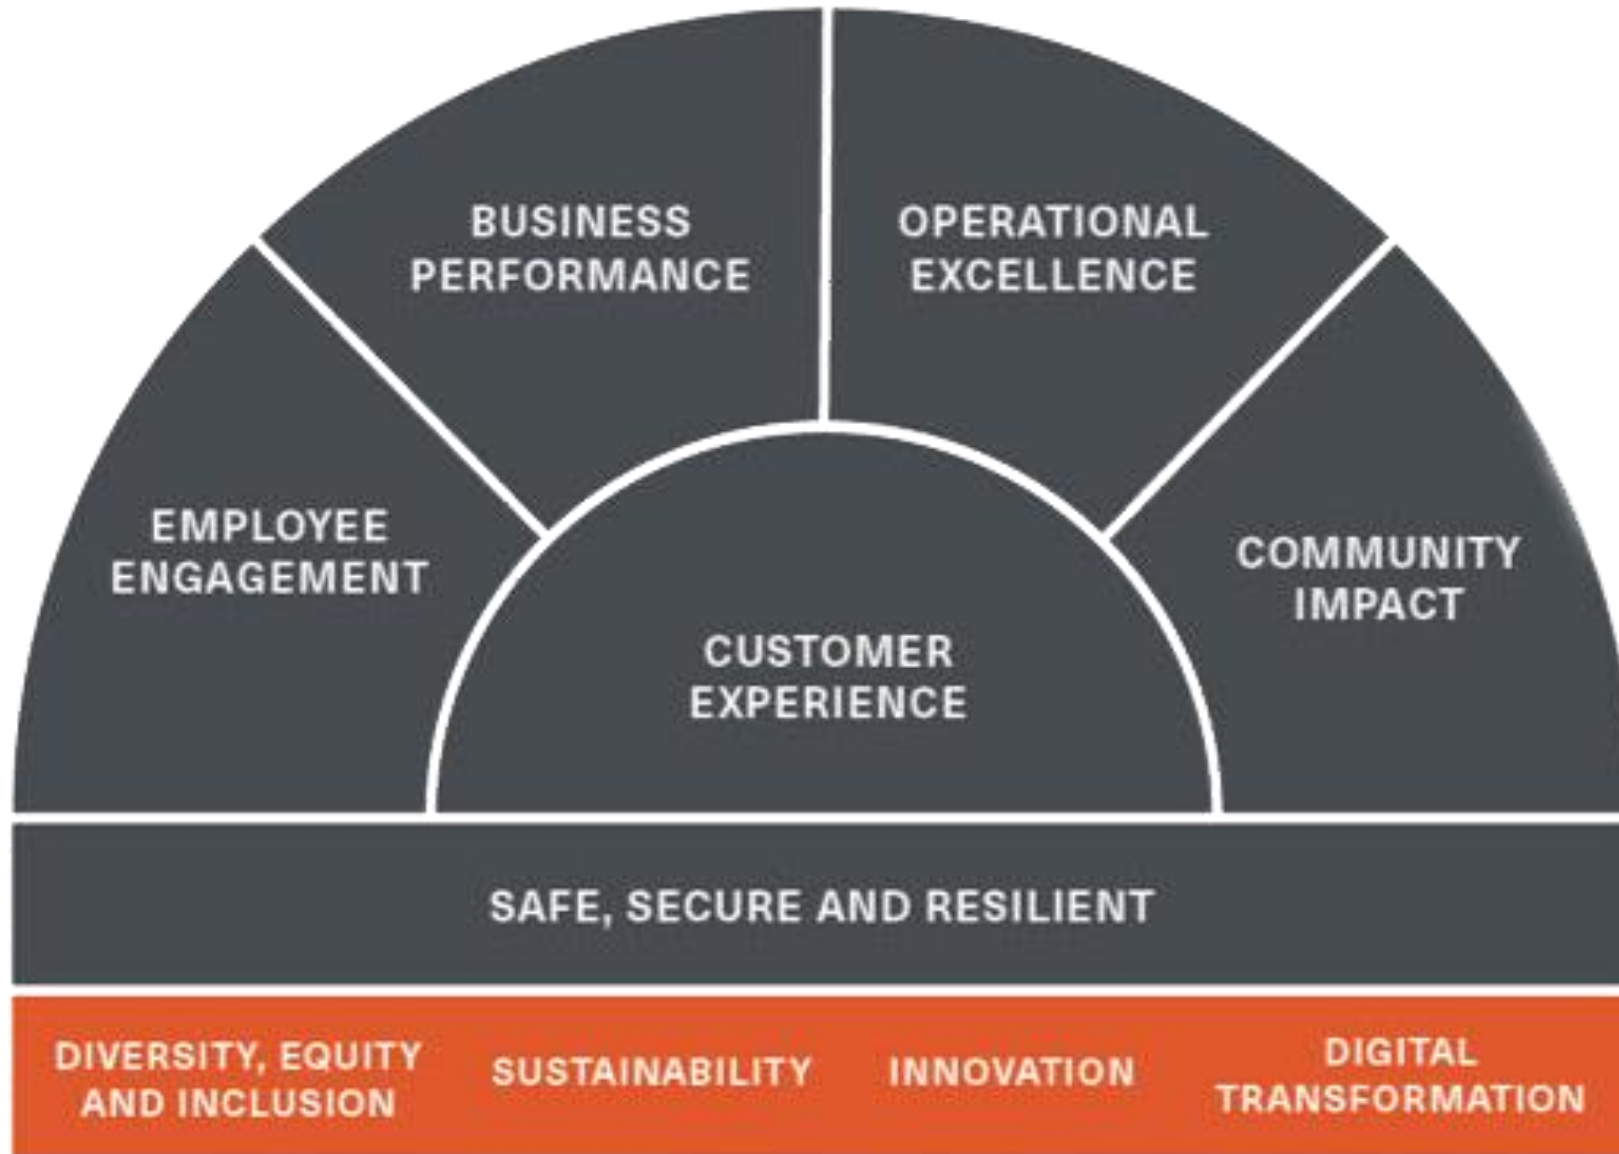 BUSINESS
PERFORMANCE
OPERATIONAL
EXCELLENCE
EMPLOYEE
ENGAGEMENT
COMMUNITY
IMPACT
CUSTOMER
EXPERIENCE
SAFE, SECURE AND RESILIENT
DIVERSITY, EQUITY
AND INCLUSION
SUSTAINABILITY
INNOVATION
DIGITAL
TRANSFORMATION